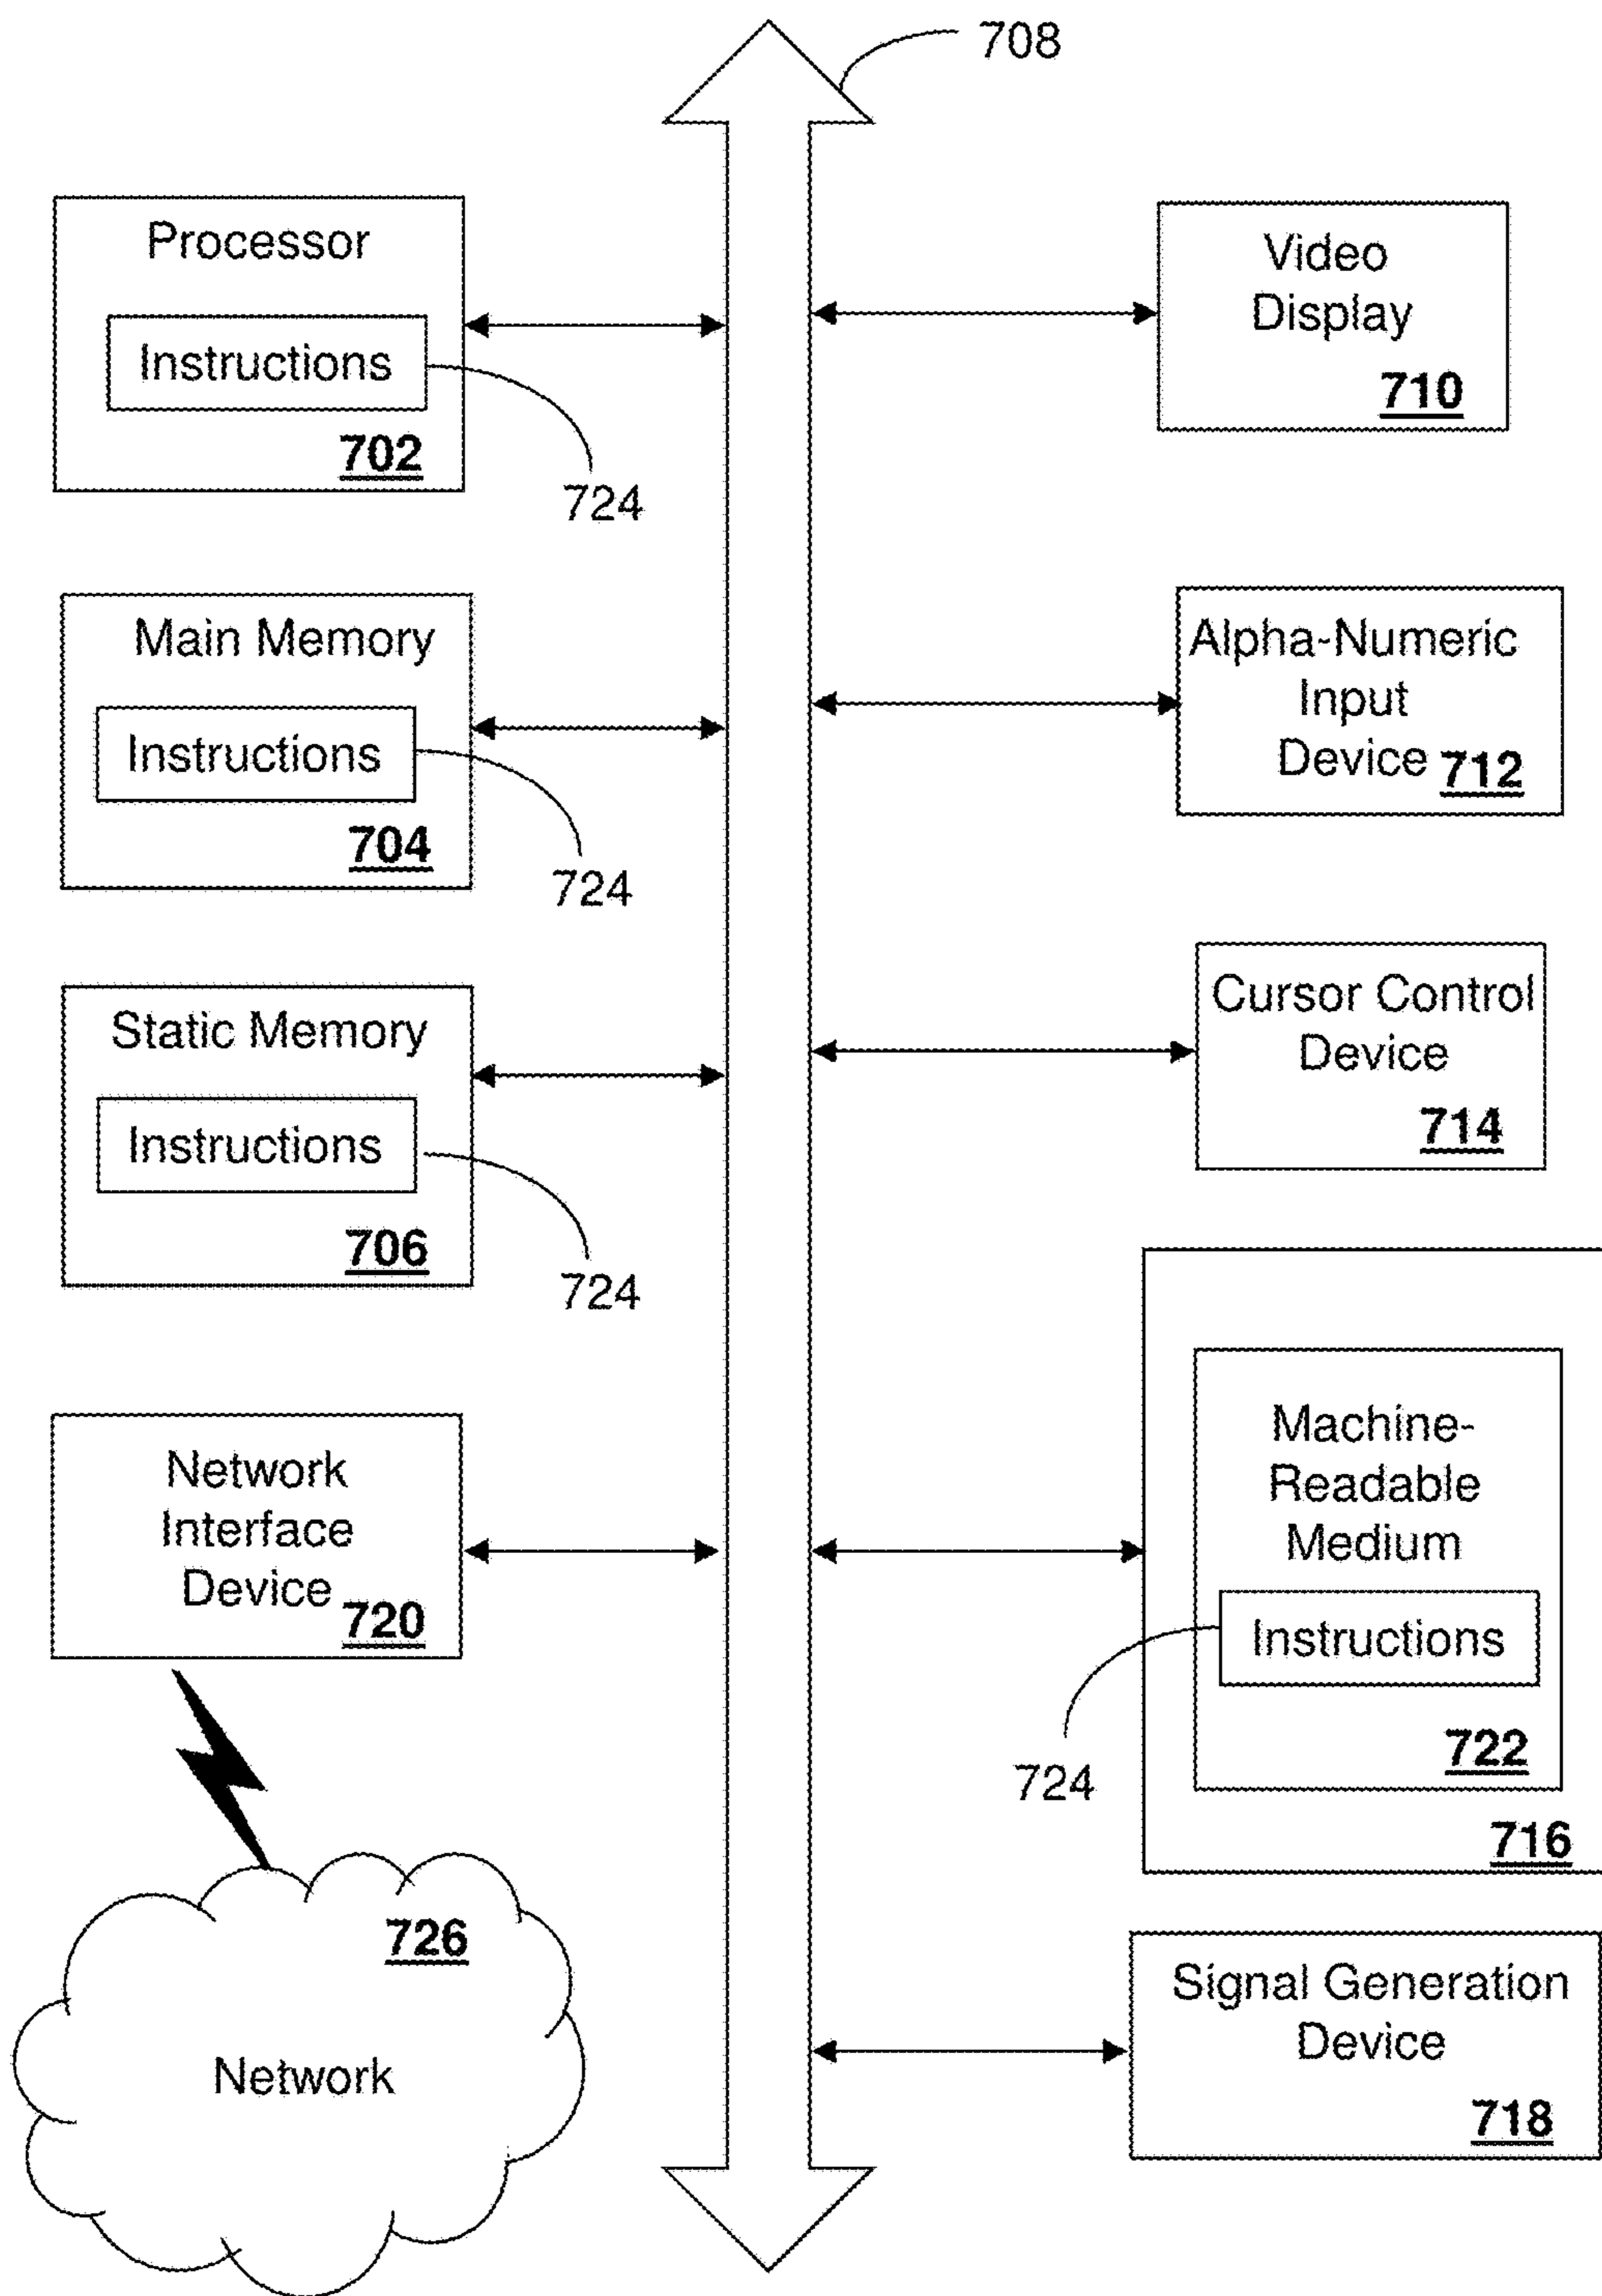 708
Processor
Instructions
702
724
Main Memory
Instructions
704
724
Static Memory
Instructions
706
724
Network
Interface
Device
720
726
Network
Video
Display
710
Alpha-Numeric
Input
Device
712
Cursor Control
Device
714
Machine-
Readable
Medium
Instructions
722
724
716
Signal Generation
Device
718